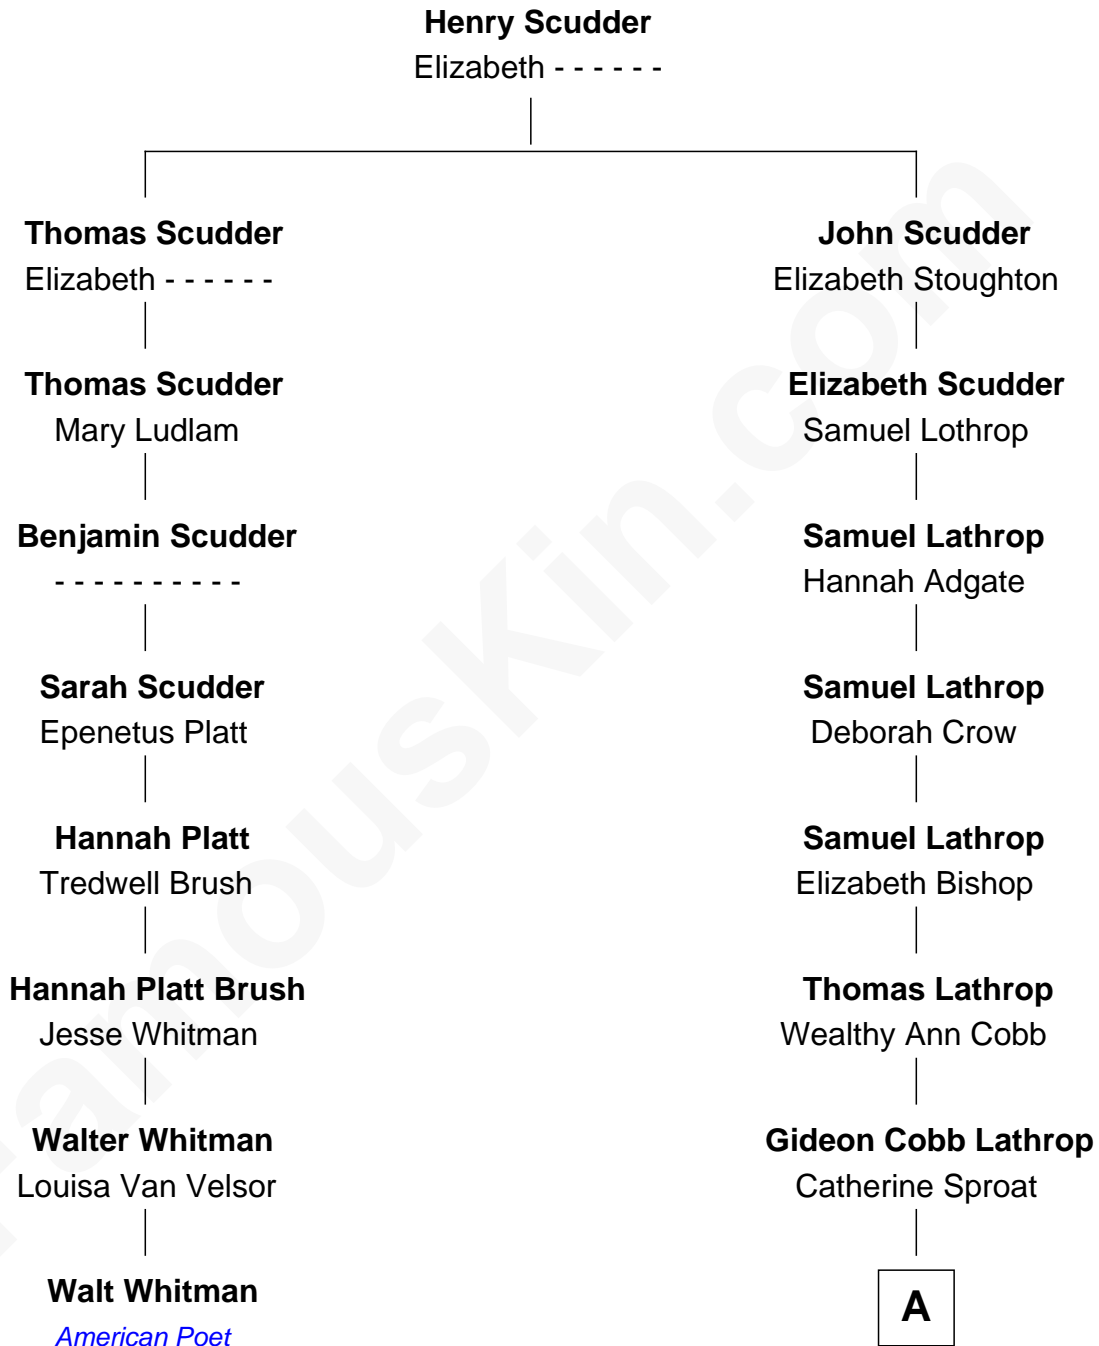 Henry Scudder
Elizabeth - - - - - -
Thomas Scudder
Elizabeth - - - - - -
John Scudder
Elizabeth Stoughton
Thomas Scudder
Mary Ludlam
Elizabeth Scudder
Samuel Lothrop
Benjamin Scudder
- - - - - - - - - -
Samuel Lathrop
Hannah Adgate
Sarah Scudder
Epenetus Platt
Samuel Lathrop
Deborah Crow
Hannah Platt
Tredwell Brush
Samuel Lathrop
Elizabeth Bishop
Hannah Platt Brush
Jesse Whitman
Thomas Lathrop
Wealthy Ann Cobb
Walter Whitman
Louisa Van Velsor
Gideon Cobb Lathrop
Catherine Sproat
Walt Whitman
American Poet
A
FamousKin.com